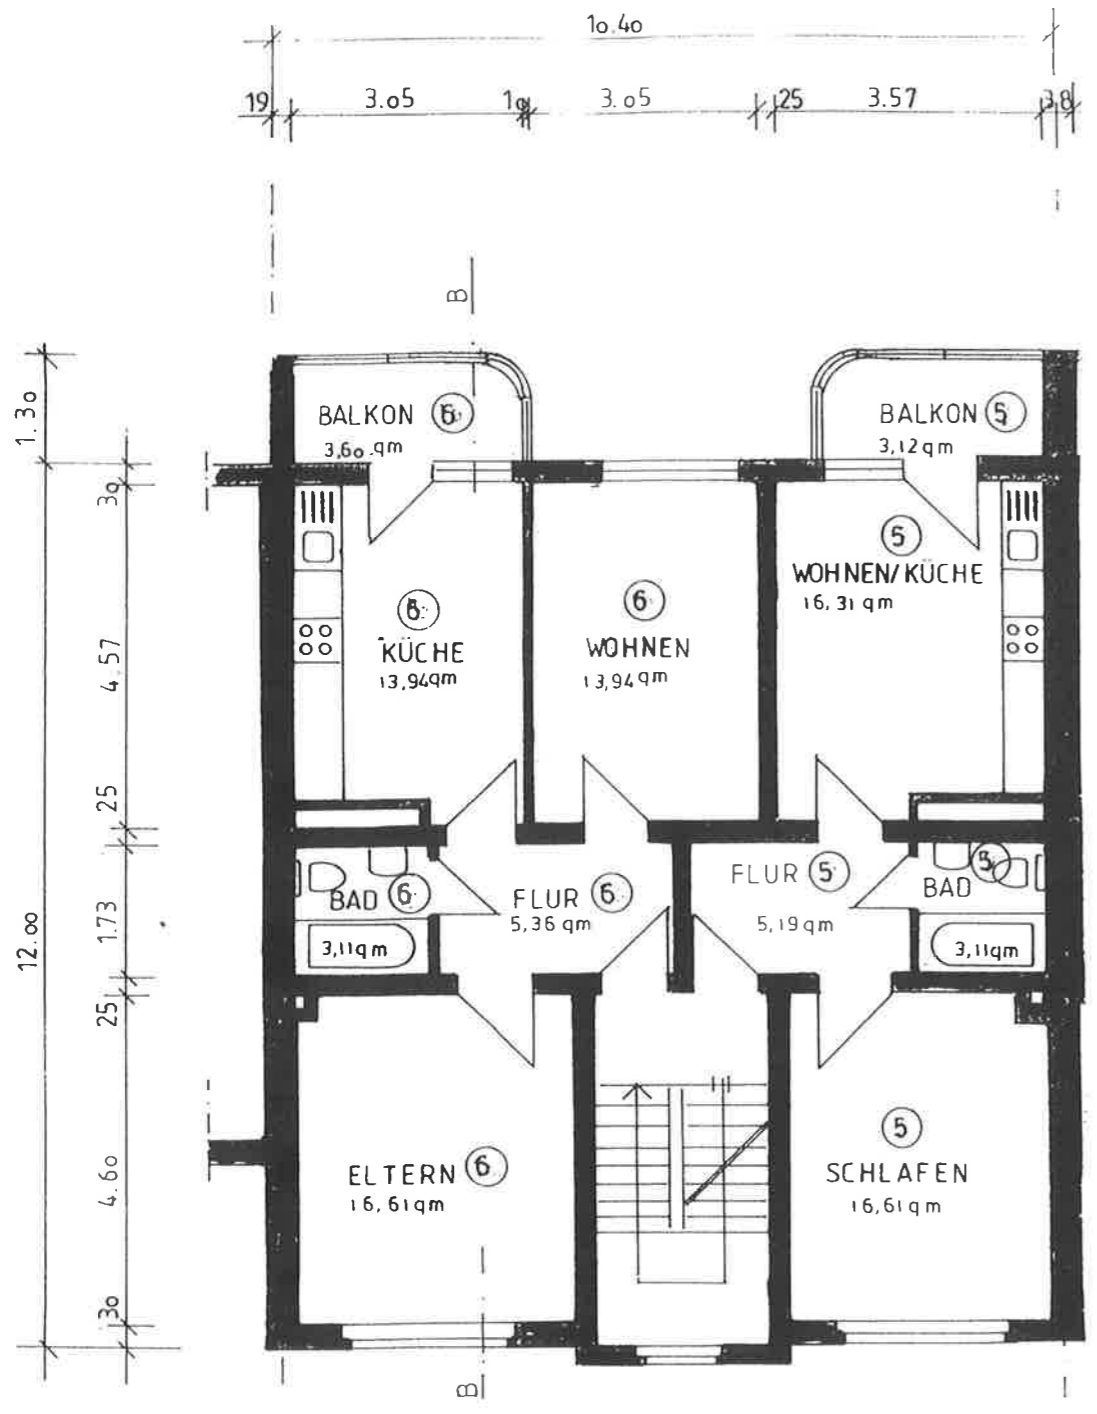 10.40
19
3.05
10
3.05
25
3.57
38
B
1.30
BALKON 6
3,60 qm
BALKON 5
3,12 qm
30
5
WOHNEN/KÜCHE
16,31 qm
6
KÜCHE
13,94 qm
6
WOHNEN
13,94 qm
4.57
25
12.00
1.73
BAD 6
3,11 qm
FLUR 6
5,36 qm
FLUR 5
5,19 qm
BAD 5
3,11 qm
25
4.60
ELTERN 6
16,61 qm
5
SCHLAFEN
16,61 qm
30
B